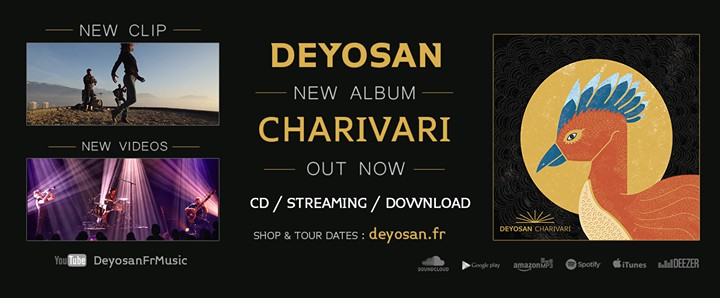 NEW CLIP
NEW VIDEOS
YouTube DeyosanFrMusic
DEYOSAN
NEW ALBUM
CHARIVARI
OUT NOW
CD / STREAMING / DOWNLOAD
SHOP & TOUR DATES : deyosan.fr
DEYOSAN CHARIVARI
SOUNDCLOUD Google play amazonMP3 Spotify iTunes DEEZER